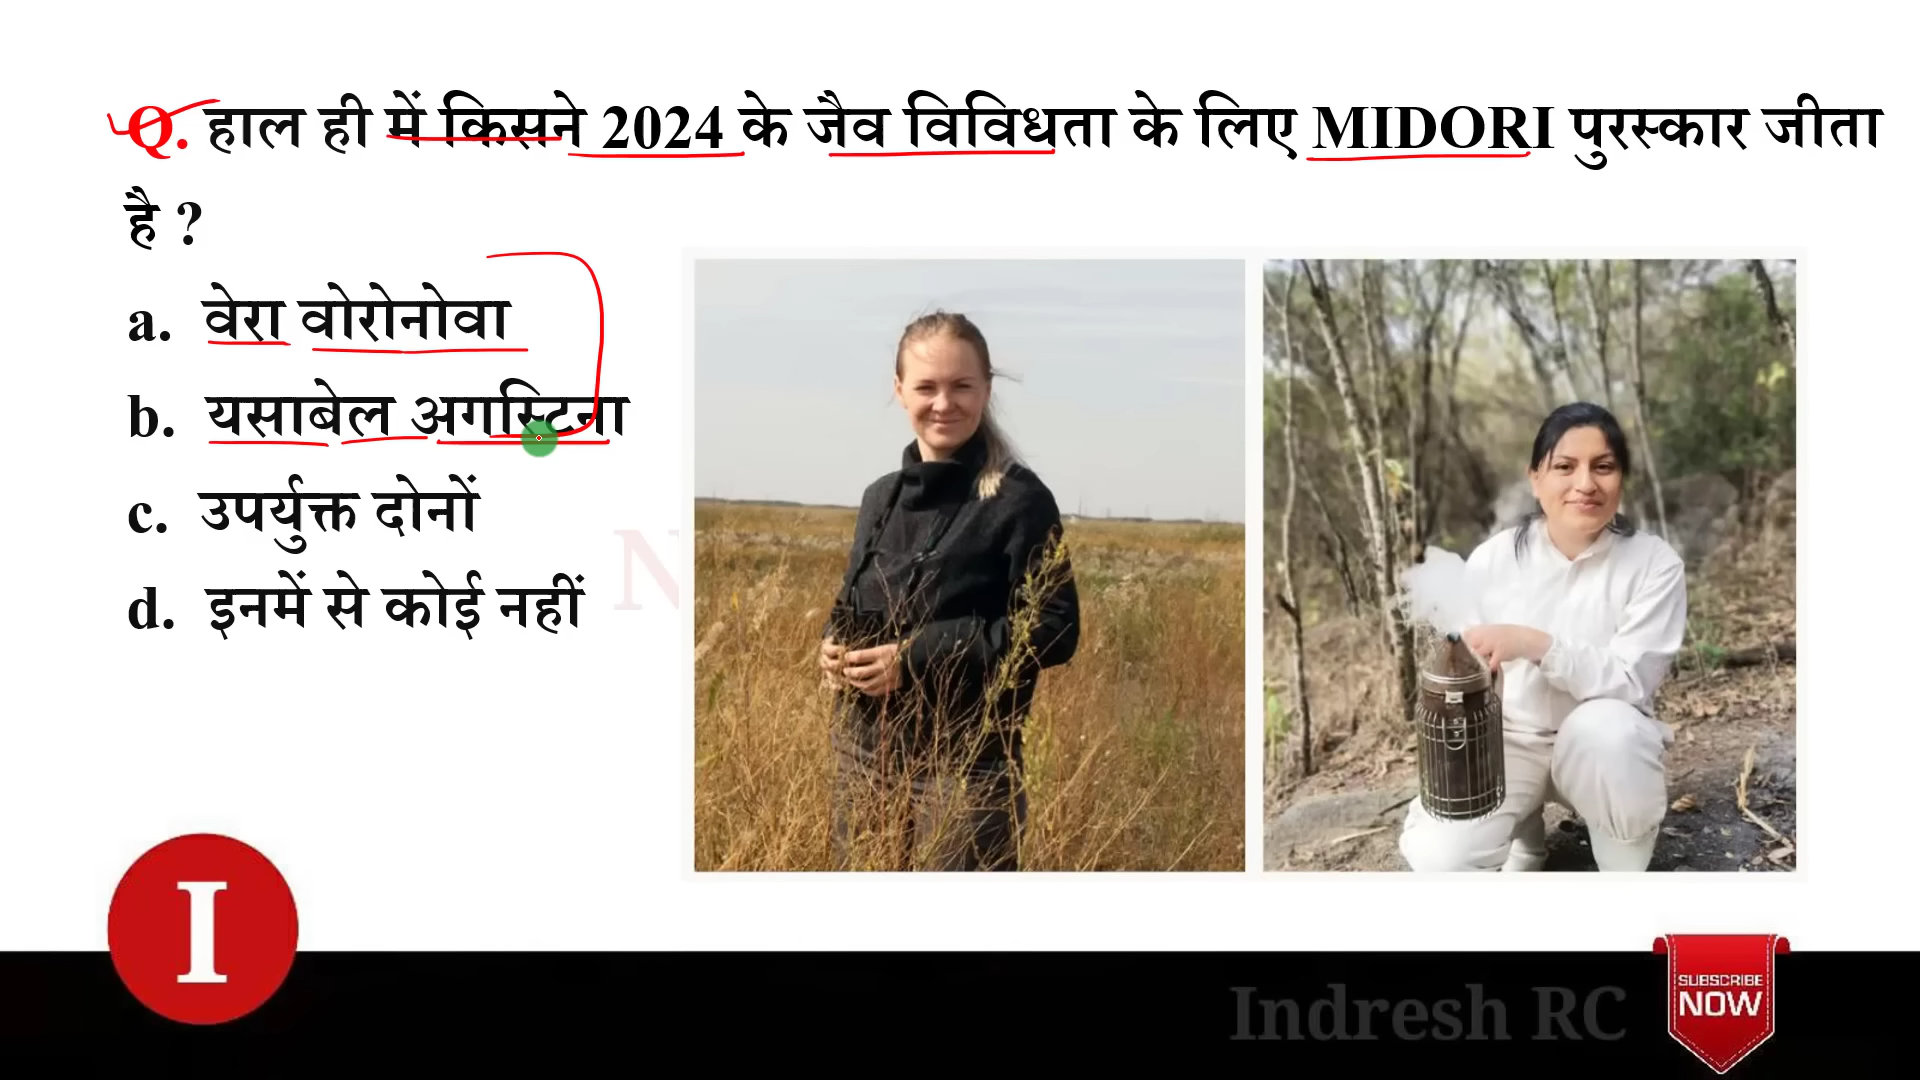 Q. हाल ही में किसने 2024 के जैव विविधता के लिए MIDORI पुरस्कार जीता
है ?
a. वेरा वोरोनोवा
b. यसाबेल अगस्टिना
c. उपर्युक्त दोनों
d. इनमें से कोई नहीं
N
I
Indresh RC
SUBSCRIBE
NOW